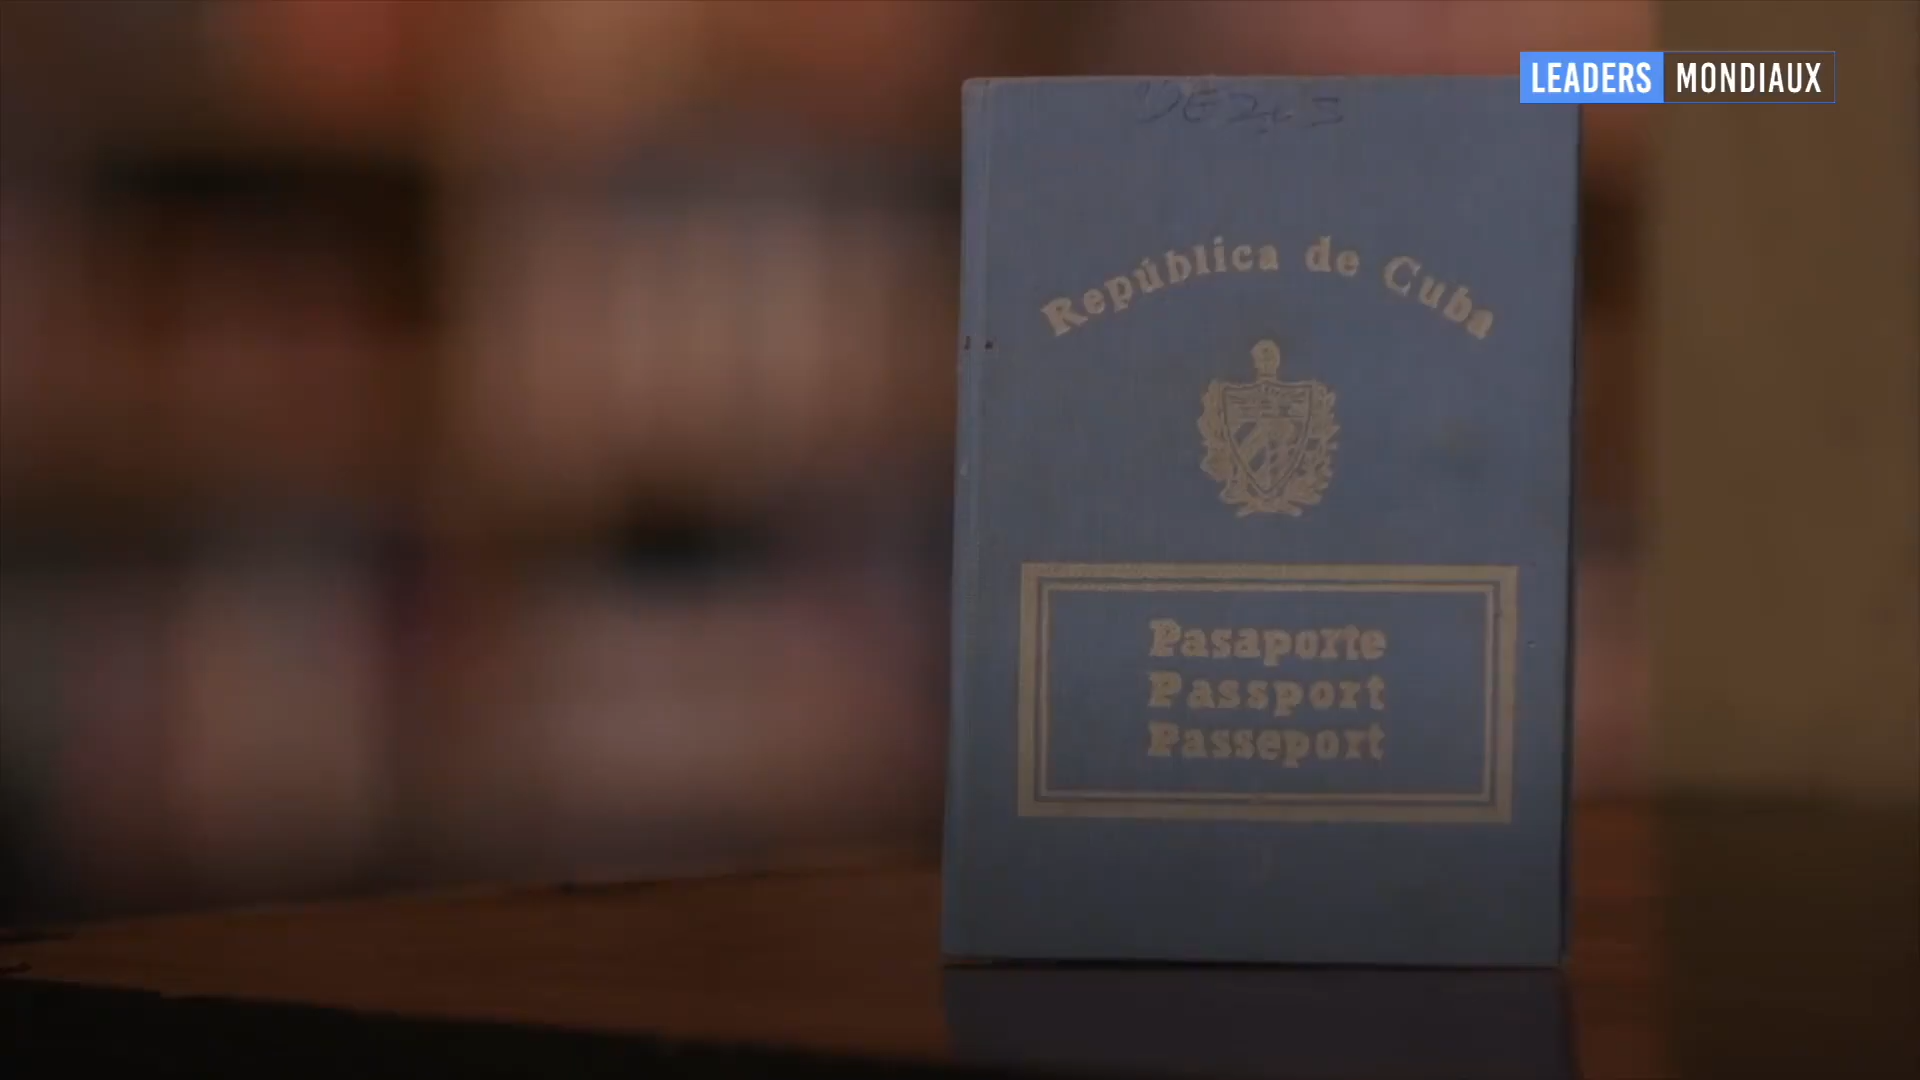 LEADERS MONDIAUX
República de Cuba
Pasaporte
Passport
Passeport